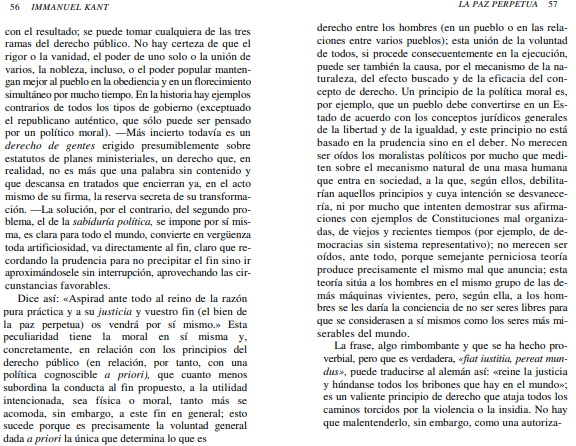 56 IMMANUEL KANT
con el resultado; se puede tomar cualquiera de las tres
ramas del derecho público. No hay certeza de que el
rigor o la vanidad, el poder de uno solo o la unión de
varios, la nobleza, incluso, o el poder popular manten-
gan mejor al pueblo en la obediencia y en un florecimiento
simultáneo por mucho tiempo. En la historia hay ejemplos
contrarios de todos los tipos de gobierno (exceptuado
el republicano auténtico, que sólo puede ser pensado
por un político moral). —Más incierto todavía es un
derecho de gentes erigido presumiblemente sobre
estatutos de planes ministeriales, un derecho que, en
realidad, no es más que una palabra sin contenido y
que descansa en tratados que encierran ya, en el acto
mismo de su firma, la reserva secreta de su transgre-
ción. —La solución, por el contrario, del segundo pro-
blema, el de la sabiduría política, se impone por sí mis-
ma, es clara para todo el mundo, convierte en vergüenza
toda artificiosidad, va directamente al fin, claro que re-
cordando la prudencia para no precipitar el fin sino ir
aproximándosele sin interrupción, aprovechando las cir-
cunstancias favorables.
Dice así: «Aspirad ante todo al reino de la razón
pura práctica y a su justicia y vuestro fin (el bien de
la paz perpetua) os vendrá por sí mismo.» Esta
peculiaridad tiene la moral en sí misma y,
concretamente, en relación con los principios del
derecho público (en relación, por tanto, con una
política cognoscible a priori), que cuanto menos
subordina la conducta al fin propuesto, a la utilidad
intencionada, sea física o moral, tanto más se
acomoda, sin embargo, a este fin en general; esto
sucede porque es precisamente la voluntad general
dada a priori la única que determina lo que es
LA PAZ PERPETUA 57
derecho entre los hombres (en un pueblo o en las rela-
ciones entre varios pueblos); esta unión de la voluntad
de todos, si procede consecuentemente en la ejecución,
puede ser también la causa, por el mecanismo de la na-
turaleza, del efecto buscado y de la eficacia del con-
cepto de derecho. Un principio de la política moral es,
por ejemplo, que un pueblo debe convertirse en un Es-
tado de acuerdo con los conceptos jurídicos generales
de la libertad y de la igualdad, y este principio no está
basado en la prudencia sino en el deber. No merecen
ser oídos los moralistas políticos por mucho que medi-
ten sobre el mecanismo natural de una masa humana
que entra en sociedad, a la que, según ellos, debilita-
rían aquellos principios y cuya intención se desvanece-
ría, ni por mucho que intenten demostrar sus afirma-
ciones con ejemplos de Constituciones mal organiza-
das, de viejos y recientes tiempos (por ejemplo, de de-
mocracias sin sistema representativo); no merecen ser
oídos, ante todo, porque semejante perniciosa teoría
produce precisamente el mismo mal que anuncia; esta
teoría sitúa a los hombres en el mismo grupo de las de-
más máquinas vivientes, pero, según ella, a los hom-
bres se les daría la conciencia de no ser seres libres para
que se considerasen a sí mismos como los seres más mi-
serables del mundo.
La frase, algo rimbombante y que se ha hecho pro-
verbial, pero que es verdadera, «fiat iustitia, pereat mun-
dus», puede traducirse al alemán así: «reine la justicia
y húndanse todos los bribones que hay en el mundo»;
es un valiente principio de derecho que ataja todos los
caminos torcidos por la violencia o la insidia. No hay
que malentenderlo, sin embargo, como una autoriza-